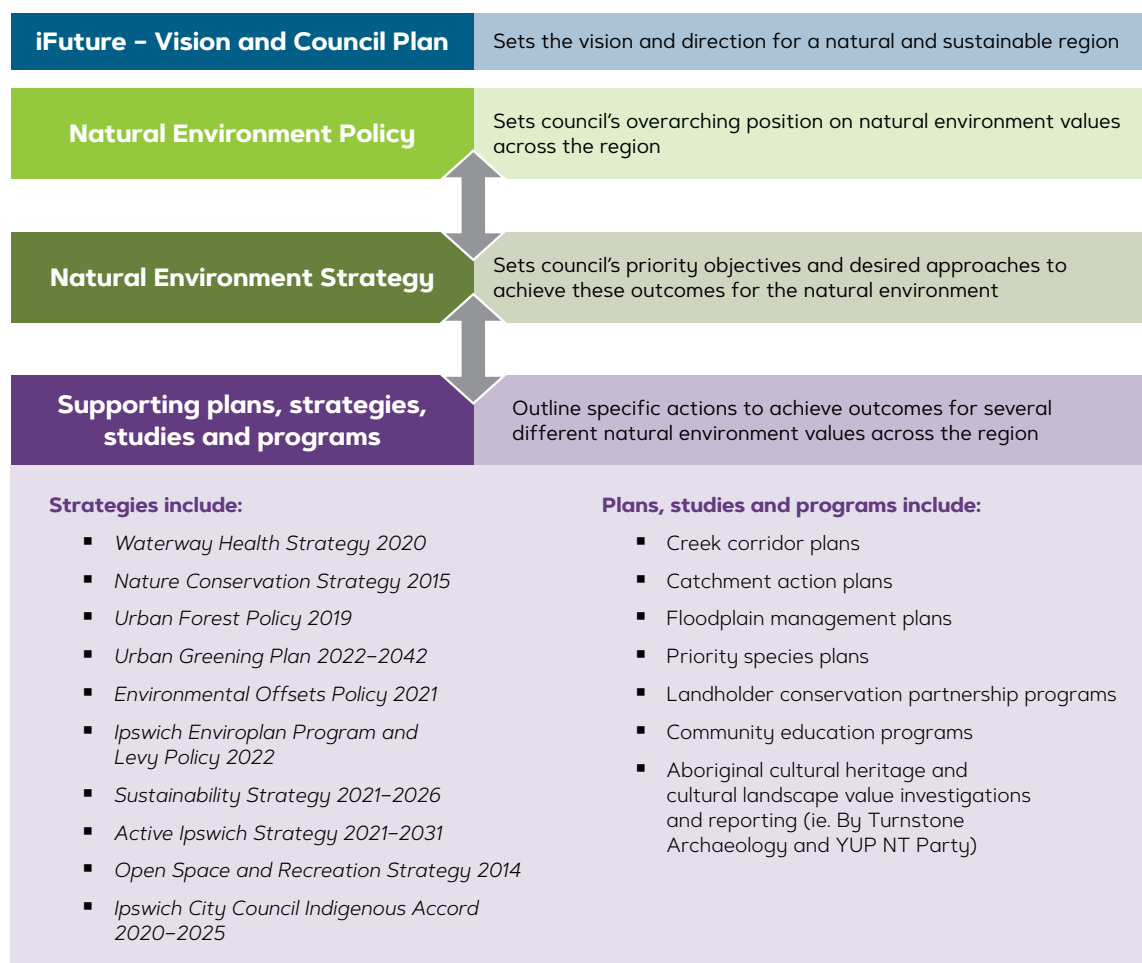 iFuture – Vision and Council Plan
Sets the vision and direction for a natural and sustainable region
Natural Environment Policy
Sets council's overarching position on natural environment values
across the region
Natural Environment Strategy
Sets council's priority objectives and desired approaches to
achieve these outcomes for the natural environment
Supporting plans, strategies,
studies and programs
Outline specific actions to achieve outcomes for several
different natural environment values across the region
Strategies include:
▪ Waterway Health Strategy 2020
▪ Nature Conservation Strategy 2015
▪ Urban Forest Policy 2019
▪ Urban Greening Plan 2022–2042
▪ Environmental Offsets Policy 2021
▪ Ipswich Enviroplan Program and
Levy Policy 2022
▪ Sustainability Strategy 2021–2026
▪ Active Ipswich Strategy 2021–2031
▪ Open Space and Recreation Strategy 2014
▪ Ipswich City Council Indigenous Accord
2020–2025
Plans, studies and programs include:
▪ Creek corridor plans
▪ Catchment action plans
▪ Floodplain management plans
▪ Priority species plans
▪ Landholder conservation partnership programs
▪ Community education programs
▪ Aboriginal cultural heritage and
cultural landscape value investigations
and reporting (ie. By Turnstone
Archaeology and YUP NT Party)